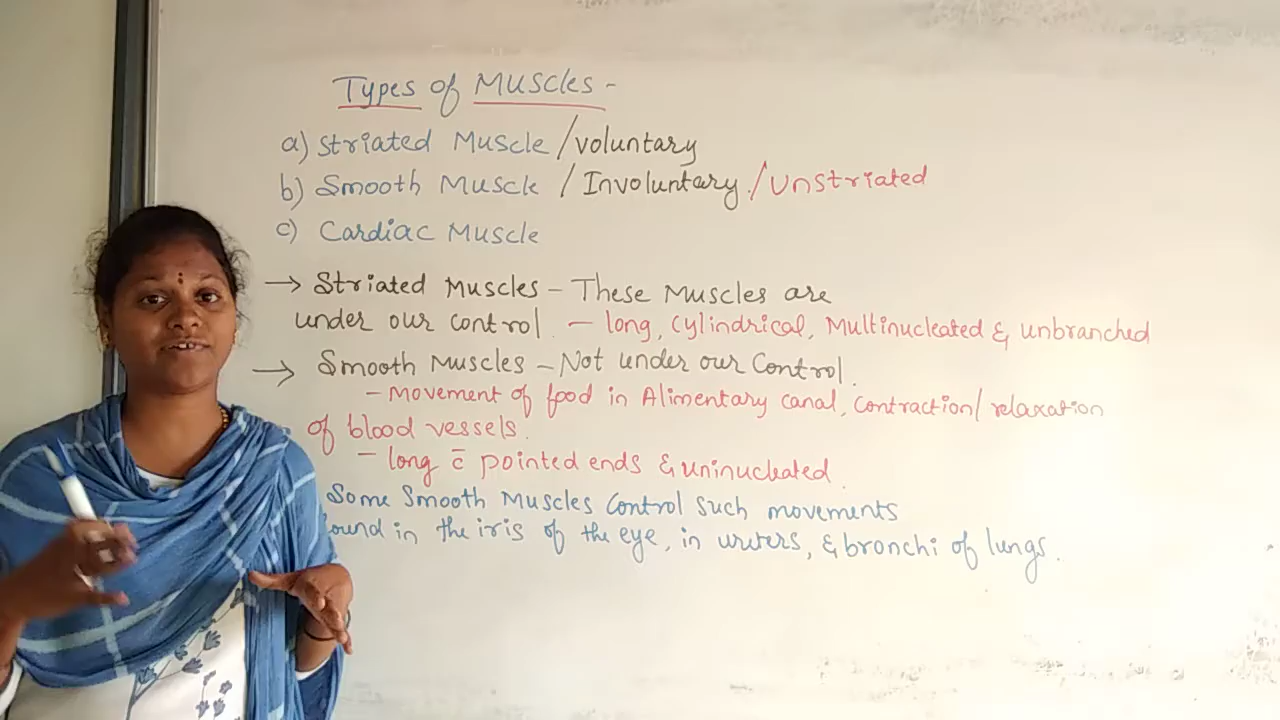 Types of Muscles -
a) Striated Muscle / voluntary
b) Smooth Muscle / Involuntary. / Unstriated
c) Cardiac Muscle
→ Striated Muscles - These Muscles are
under our control - long, cylindrical, Multinucleated & unbranched
→ Smooth Muscles - Not under our Control.
- Movement of food in Alimentary canal, contraction/relaxation
of blood vessels.
- long c̄ pointed ends & uninucleated.
Some Smooth Muscles Control Such movements
ound in the iris of the eye, in ureters, & bronchi of lungs.